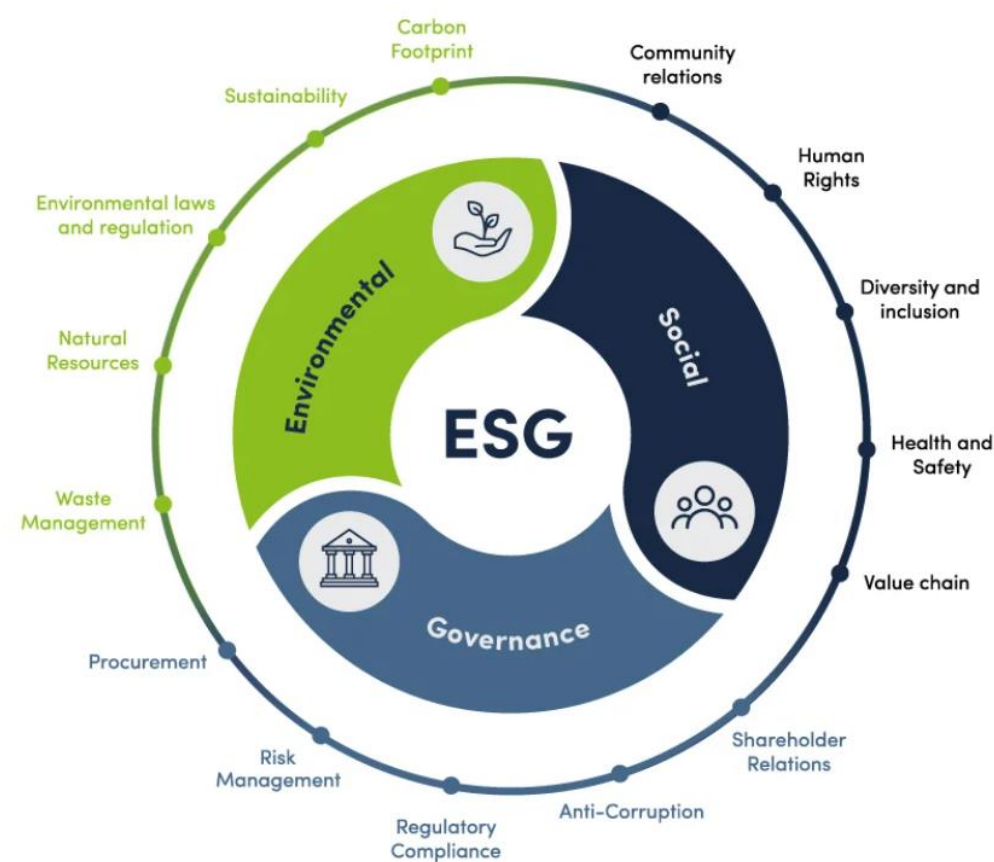 Carbon
Footprint
Community
relations
Sustainability
Human
Rights
Environmental laws
and regulation
Diversity and
inclusion
Environmental
Social
Natural
Resources
ESG
Health and
Safety
Waste
Management
Value chain
Governance
Procurement
Shareholder
Relations
Risk
Management
Anti-Corruption
Regulatory
Compliance